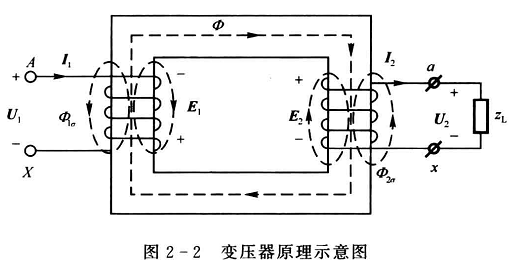 Φ
A
I₁
I₂
a
+
−
+
+
U₁
Φ₁σ
E₁
E₂
U₂
zL
−
+
−
−
X
x
Φ₂σ
图 2-2 变压器原理示意图